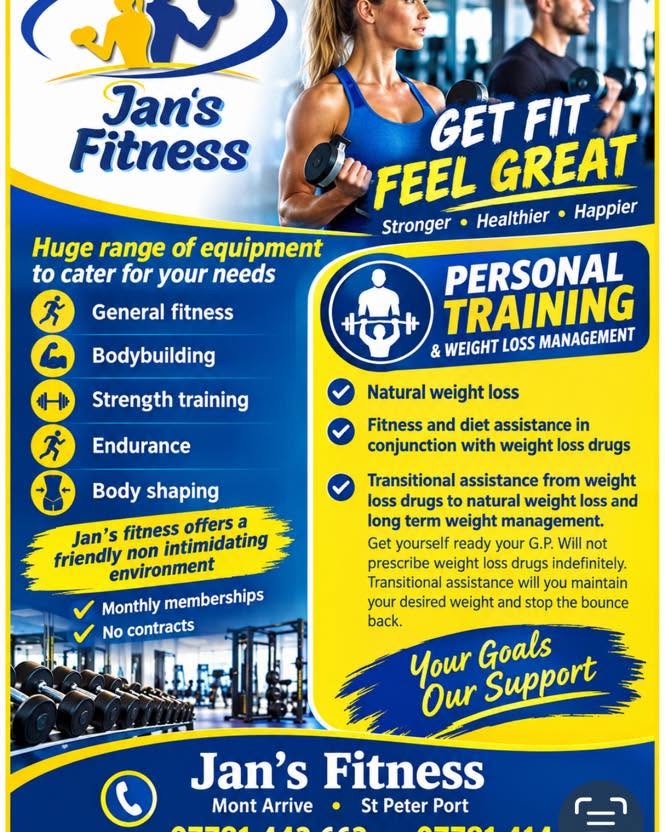 Jan's
Fitness
GET FIT
FEEL GREAT
Stronger • Healthier • Happier
Huge range of equipment
to cater for your needs
General fitness
Bodybuilding
Strength training
Endurance
Body shaping
Jan's fitness offers a
friendly non intimidating
environment
Monthly memberships
No contracts
PERSONAL
TRAINING
& WEIGHT LOSS MANAGEMENT
Natural weight loss
Fitness and diet assistance in
conjunction with weight loss drugs
Transitional assistance from weight
loss drugs to natural weight loss and
long term weight management.
Get yourself ready your G.P. Will not
prescribe weight loss drugs indefinitely.
Transitional assistance will you maintain
your desired weight and stop the bounce
back.
Your Goals
Our Support
Jan's Fitness
Mont Arrive • St Peter Port